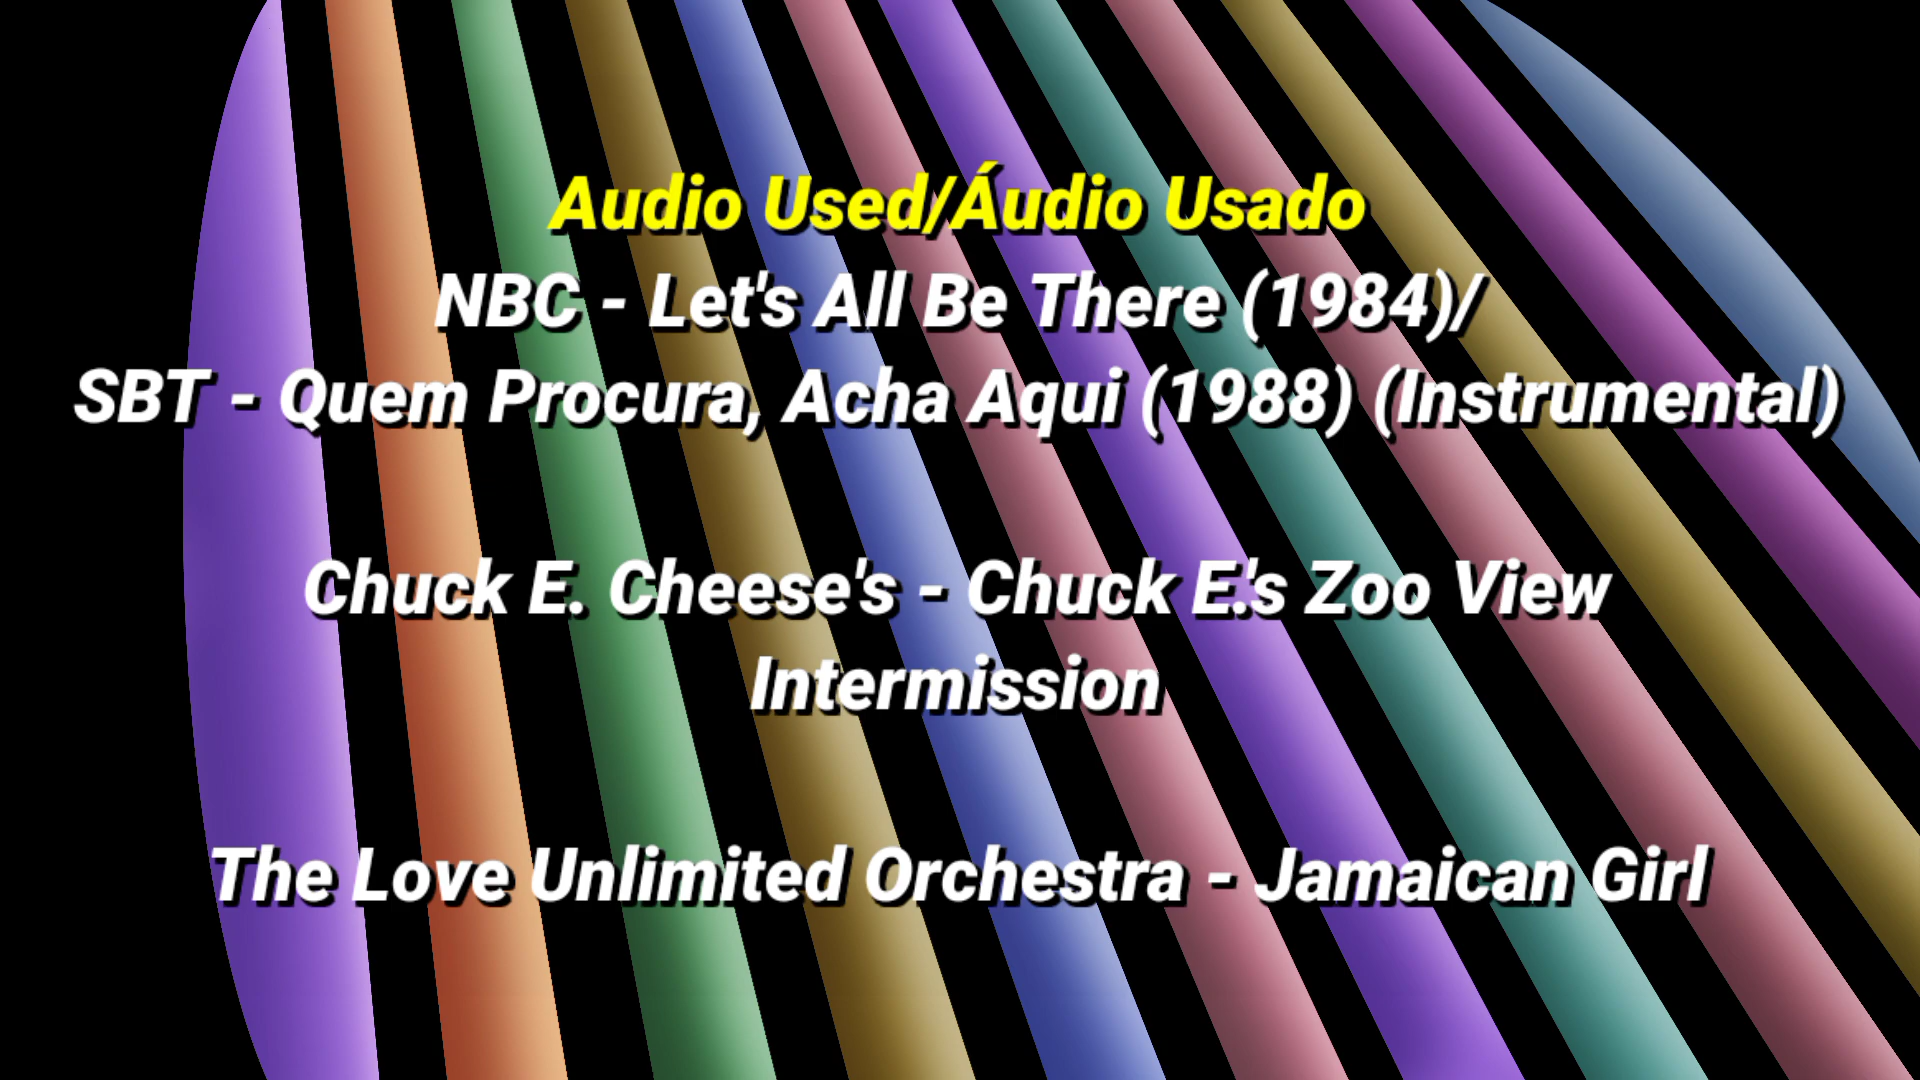 Audio Used/Áudio Usado
NBC - Let's All Be There (1984)/
SBT - Quem Procura, Acha Aqui (1988) (Instrumental)
Chuck E. Cheese's - Chuck E.'s Zoo View
Intermission
The Love Unlimited Orchestra - Jamaican Girl